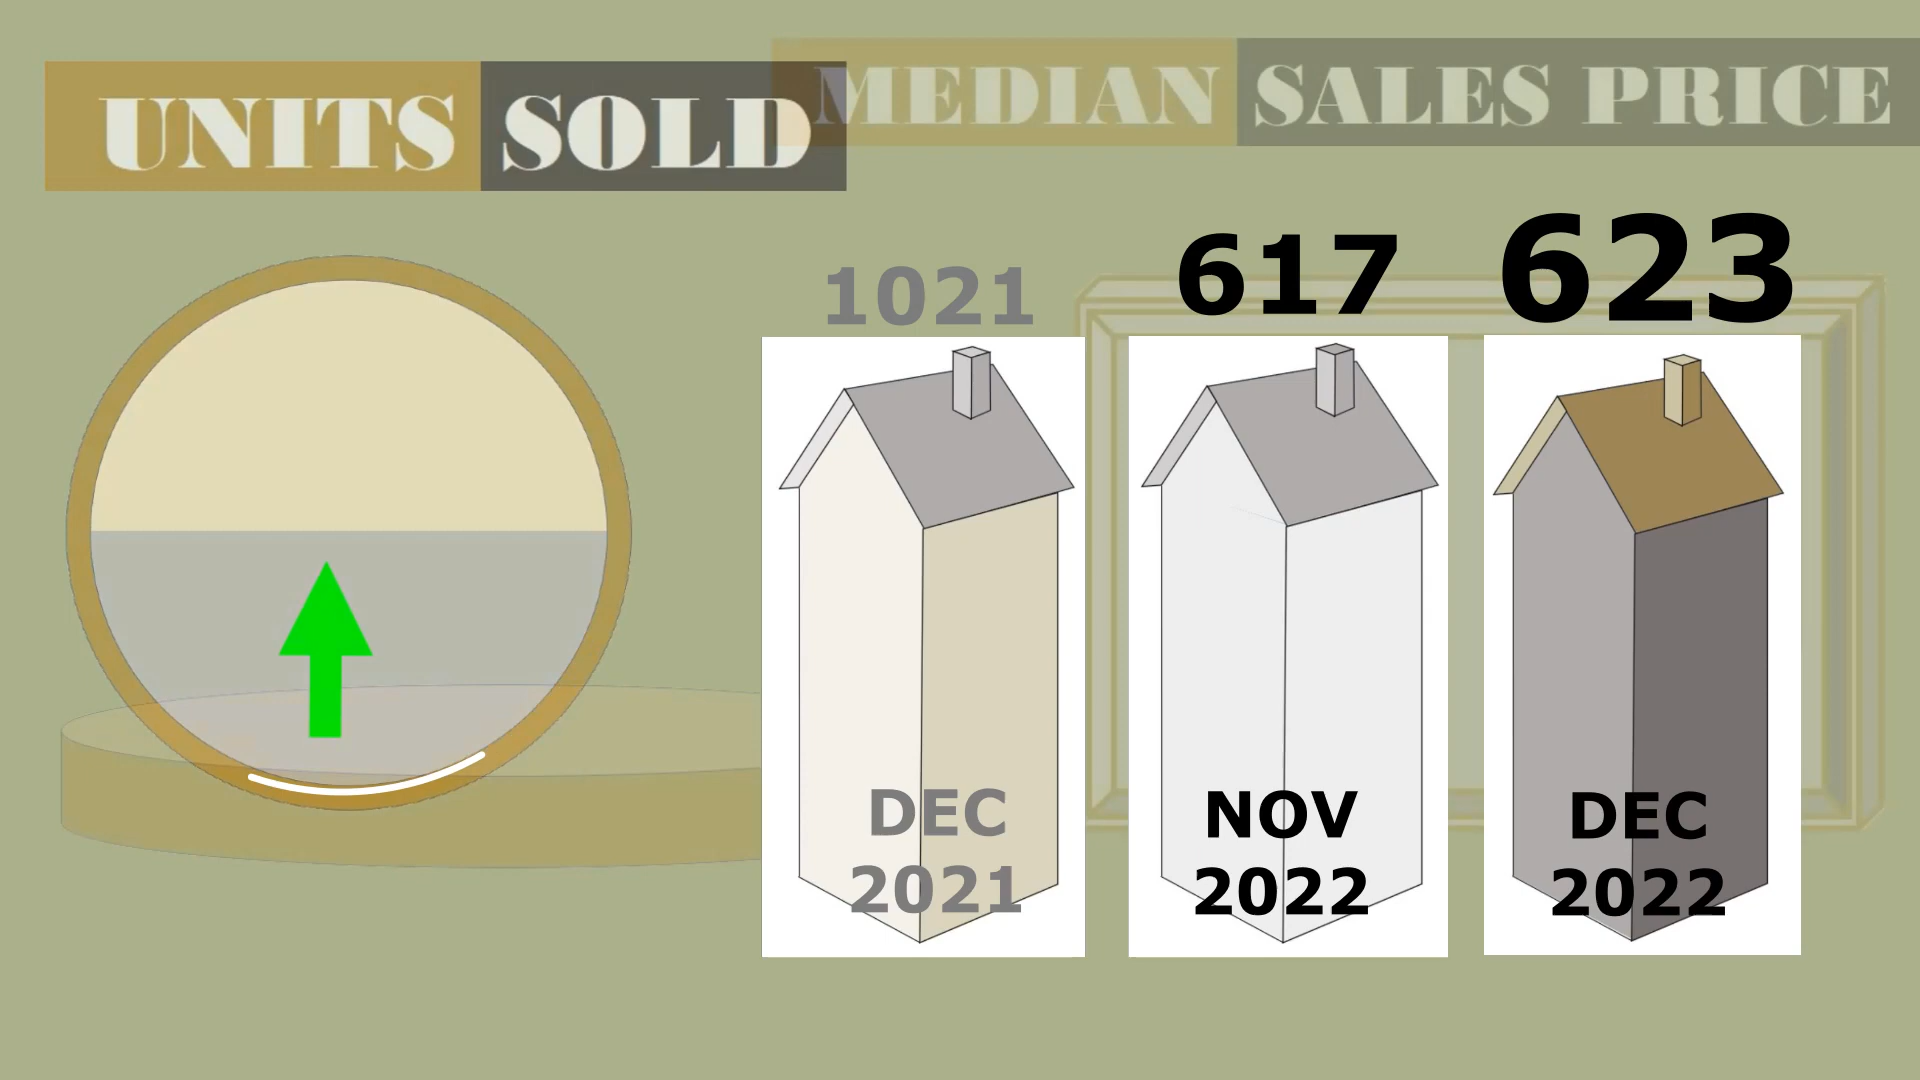 UNITS SOLD
MEDIAN SALES PRICE
1021
617
623
DEC
2021
NOV
2022
DEC
2022